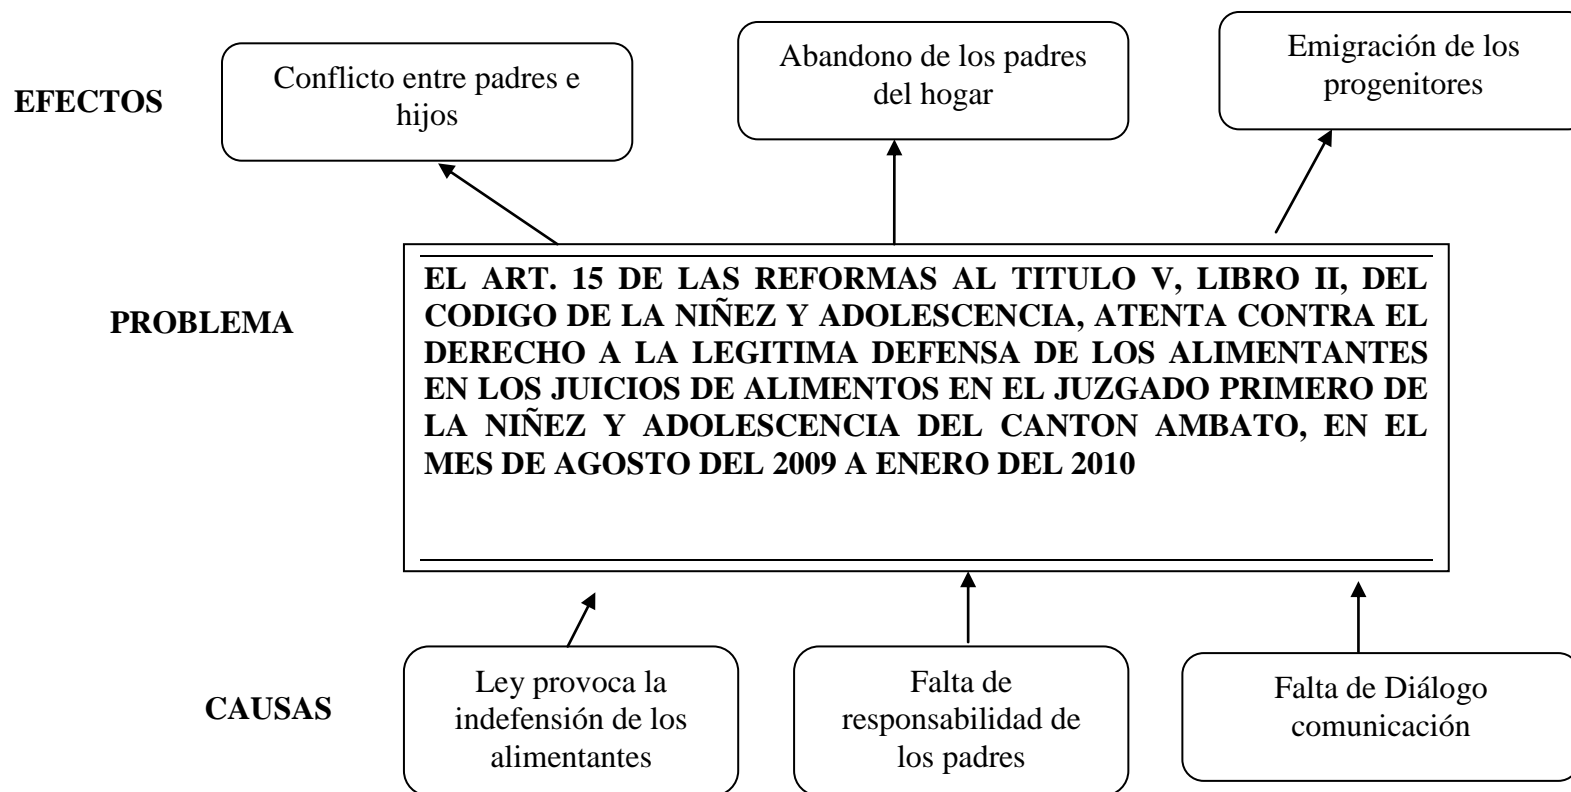 EFECTOS
Conflicto entre padres e
hijos
Abandono de los padres
del hogar
Emigración de los
progenitores
PROBLEMA
EL ART. 15 DE LAS REFORMAS AL TITULO V, LIBRO II, DEL
CODIGO DE LA NIÑEZ Y ADOLESCENCIA, ATENTA CONTRA EL
DERECHO A LA LEGITIMA DEFENSA DE LOS ALIMENTANTES
EN LOS JUICIOS DE ALIMENTOS EN EL JUZGADO PRIMERO DE
LA NIÑEZ Y ADOLESCENCIA DEL CANTON AMBATO, EN EL
MES DE AGOSTO DEL 2009 A ENERO DEL 2010
CAUSAS
Ley provoca la
indefensión de los
alimentantes
Falta de
responsabilidad de
los padres
Falta de Diálogo
comunicación